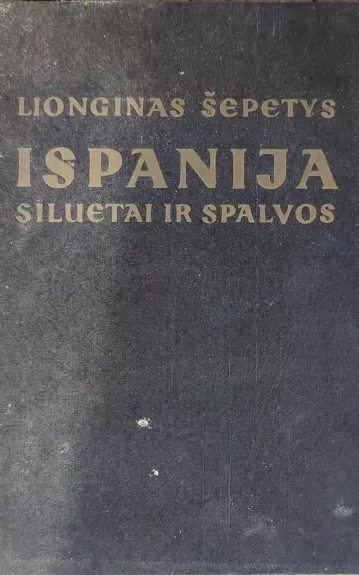 LIONGINAS ŠEPETYS
ISPANIJA
SILUETAI IR SPALVOS